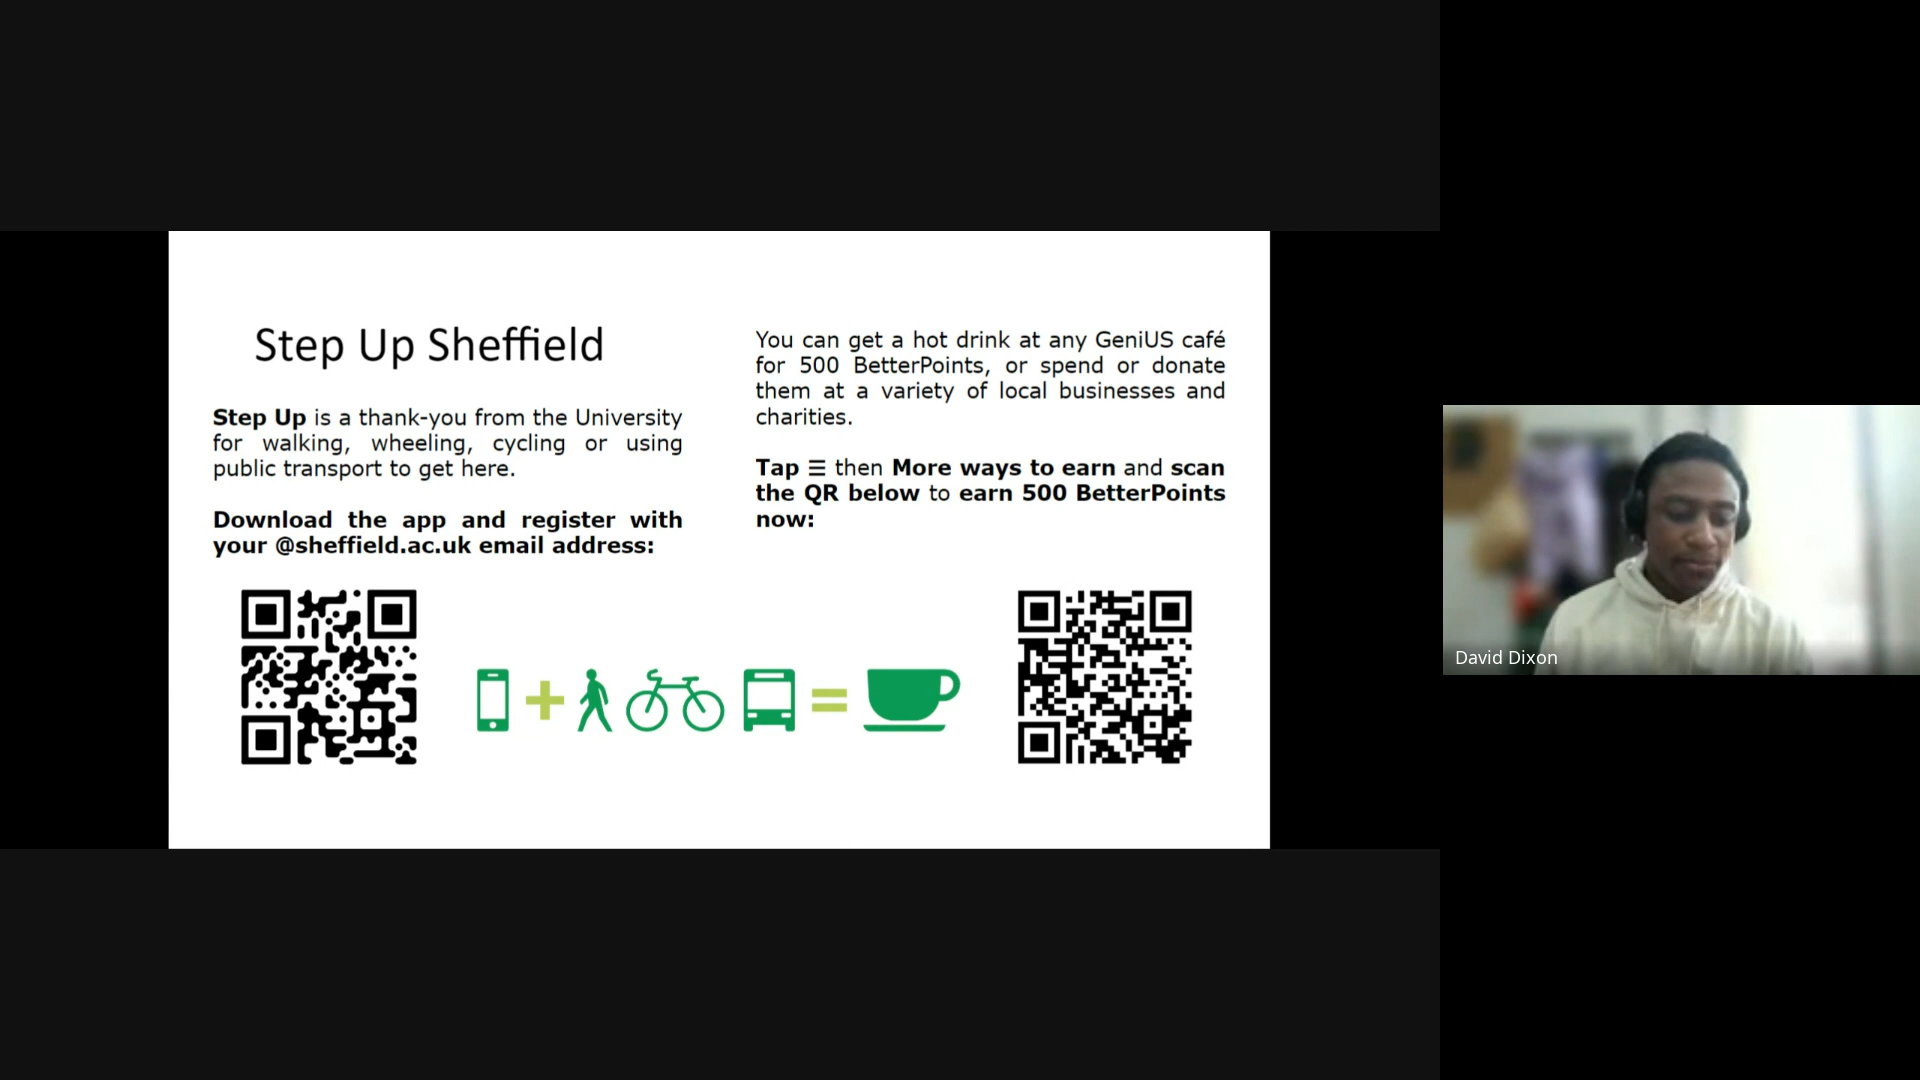 Step Up Sheffield
Step Up is a thank-you from the University
for walking, wheeling, cycling or using
public transport to get here.
Download the app and register with
your @sheffield.ac.uk email address:
You can get a hot drink at any GeniUS café
for 500 BetterPoints, or spend or donate
them at a variety of local businesses and
charities.
Tap ☰ then More ways to earn and scan
the QR below to earn 500 BetterPoints
now:
David Dixon